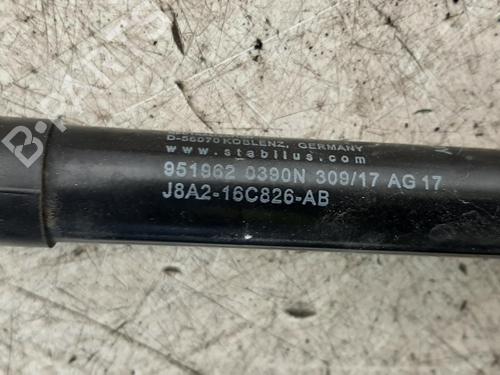 D-56070 KOBLENZ, GERMANY
www.stabilus.com
951962 0390N 309/17 AG 17
J8A2-16C826-AB